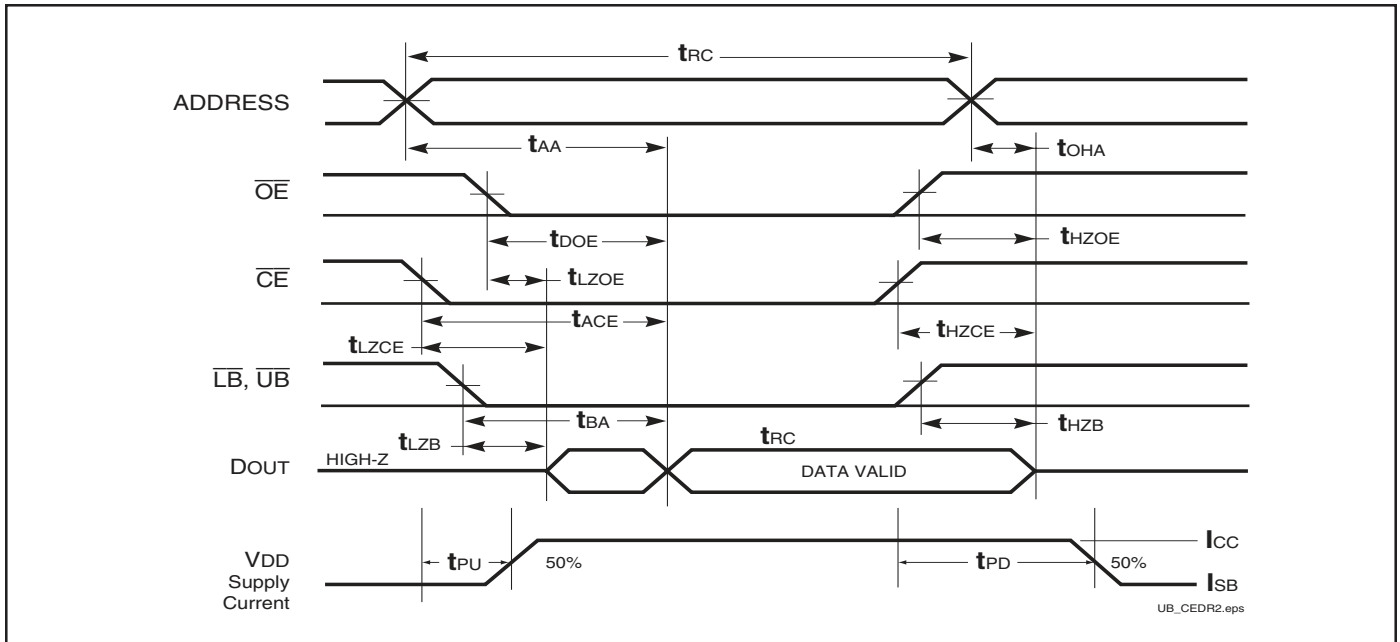 tRC
ADDRESS
tAA
tOHA
OE
tDOE
tHZOE
CE
tLZOE
tACE
tHZCE
tLZCE
LB, UB
tBA
tHZB
tLZB
tRC
DOUT
HIGH-Z
DATA VALID
ICC
VDD
Supply
Current
tPU
50%
tPD
50%
ISB
UB_CEDR2.eps